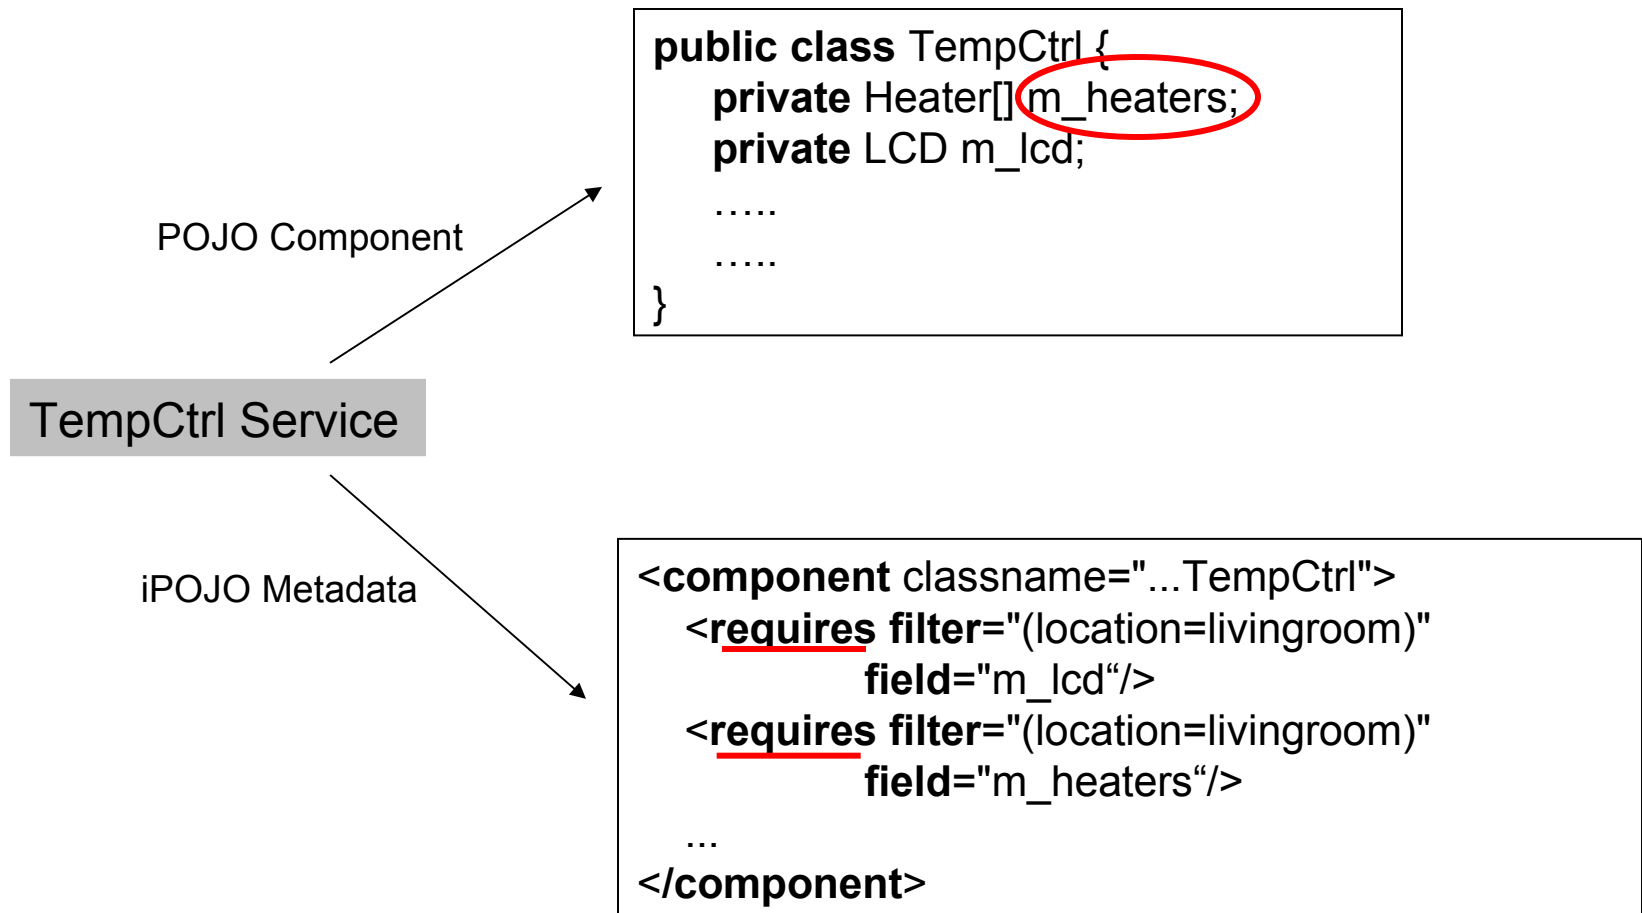 public class TempCtrl {
private Heater[] m_heaters;
private LCD m_lcd;
…..
…..
}
POJO Component
TempCtrl Service
iPOJO Metadata
<component classname="...TempCtrl">
<requires filter="(location=livingroom)"
field="m_lcd“/>
<requires filter="(location=livingroom)"
field="m_heaters“/>
...
</component>